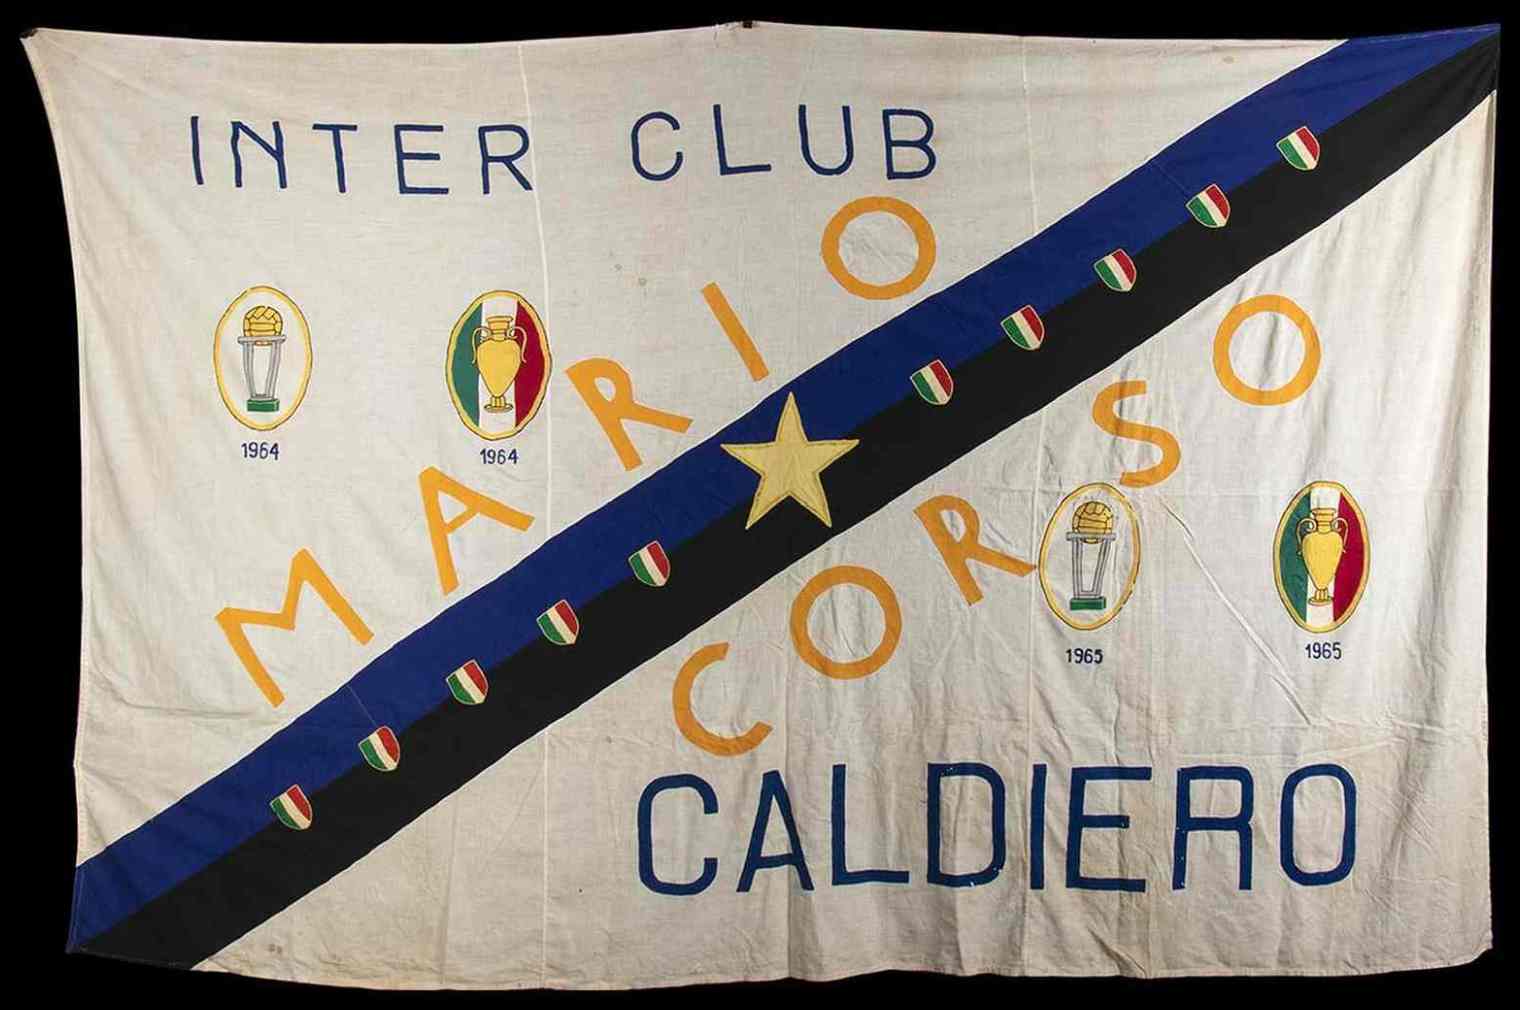 INTER CLUB
MARIO
CORSO
1964
1964
1965
1965
CALDIERO